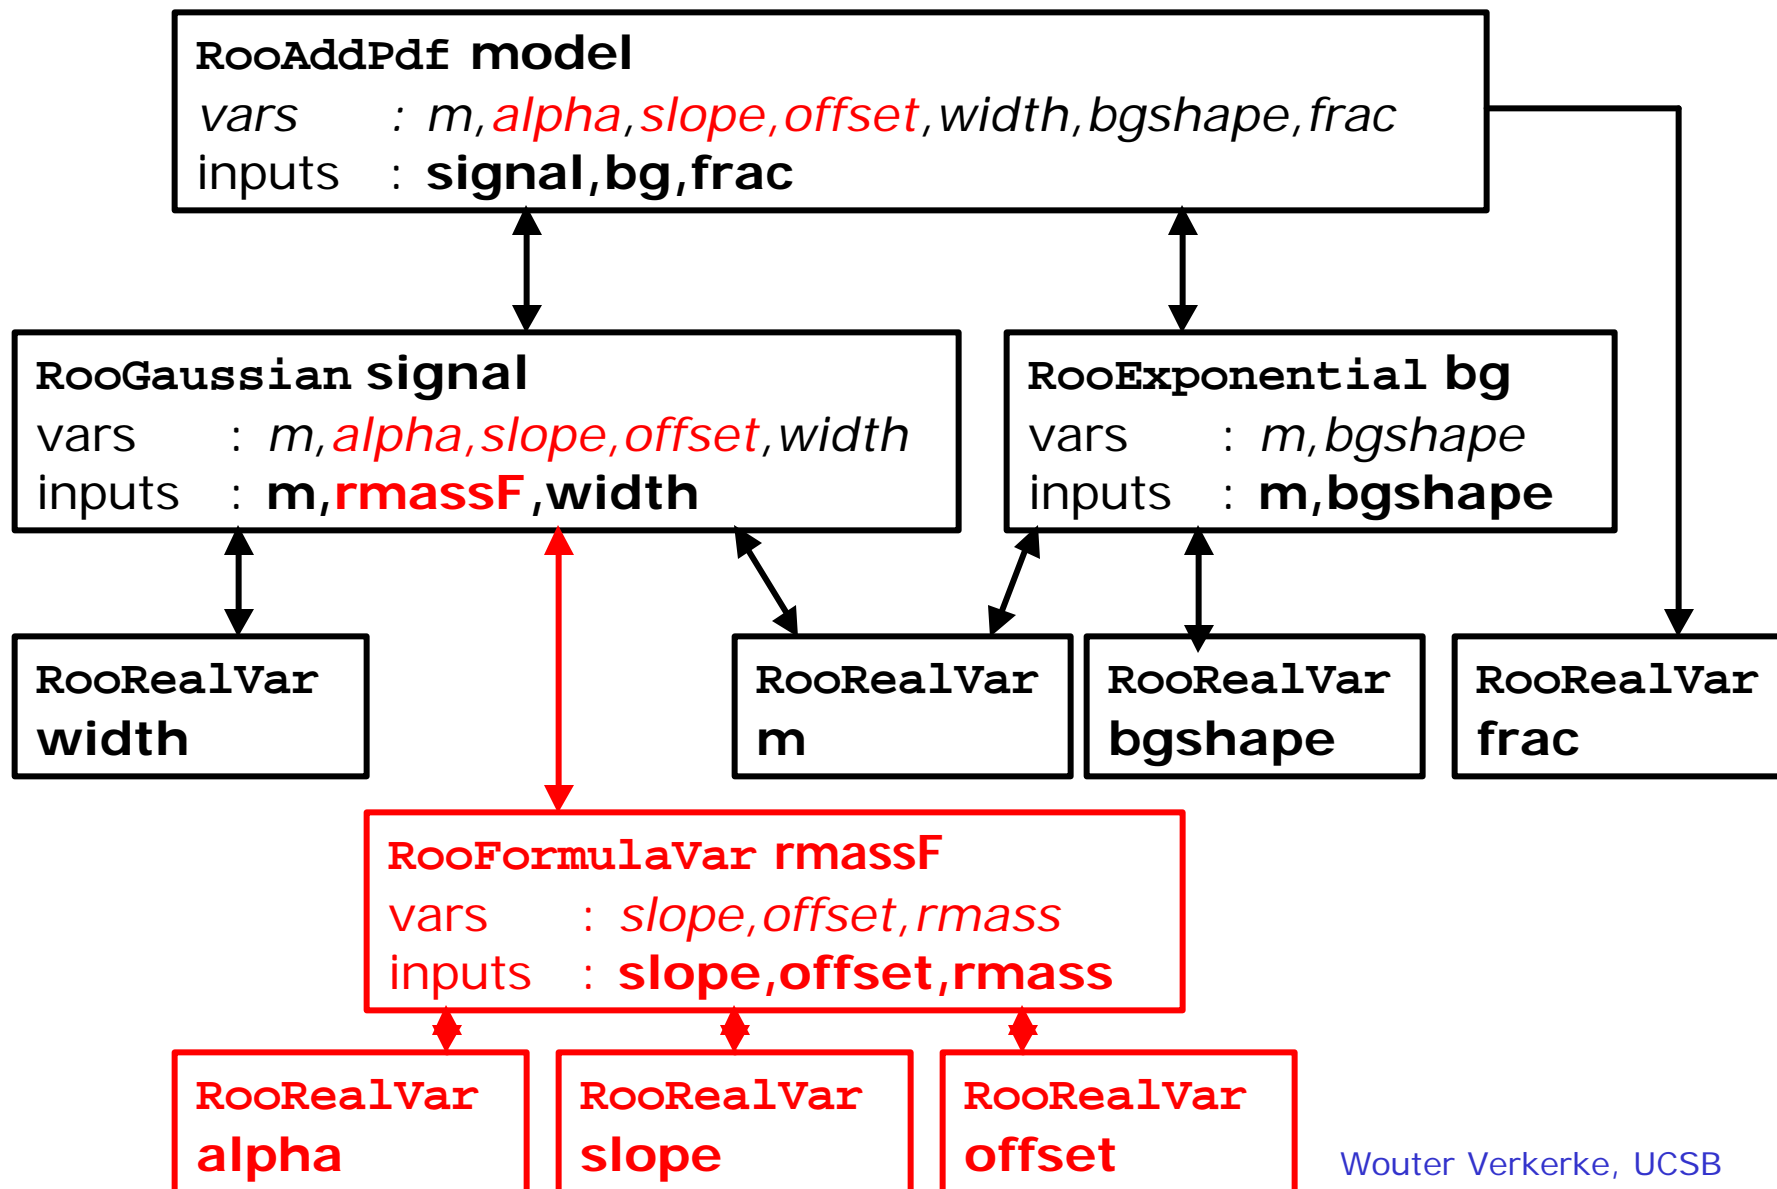 RooAddPdf model
vars : m,alpha,slope,offset,width,bgshape,frac
inputs : signal,bg,frac
RooGaussian signal
vars : m,alpha,slope,offset,width
inputs : m,rmassF,width
RooExponential bg
vars : m,bgshape
inputs : m,bgshape
RooRealVar
width
RooRealVar
m
RooRealVar
bgshape
RooRealVar
frac
RooFormulaVar rmassF
vars : slope,offset,rmass
inputs : slope,offset,rmass
RooRealVar
alpha
RooRealVar
slope
RooRealVar
offset
Wouter Verkerke, UCSB